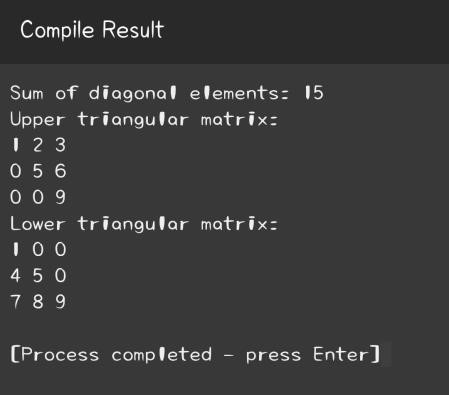 Compile Result
Sum of diagonal elements: 15
Upper triangular matrix:
1 2 3
0 5 6
0 0 9
Lower triangular matrix:
1 0 0
4 5 0
7 8 9
[Process completed - press Enter]